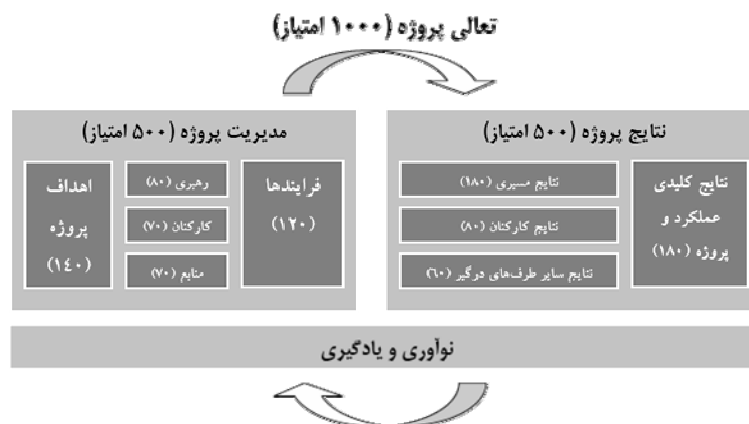 تعالی پروژه (۱۰۰۰ امتیاز)
مدیریت پروژه (۵۰۰ امتیاز)
اهداف
پروژه
(۱۴۰)
رهبری (۸۰)
کارکنان (۷۰)
منابع (۷۰)
فرایندها
(۱۲۰)
نتایج پروژه (۵۰۰ امتیاز)
نتایج مسیری (۱۸۰)
نتایج کارکنان (۸۰)
نتایج سایر طرف‌های درگیر (۶۰)
نتایج کلیدی
عملکرد و
پروژه (۱۸۰)
نوآوری و یادگیری